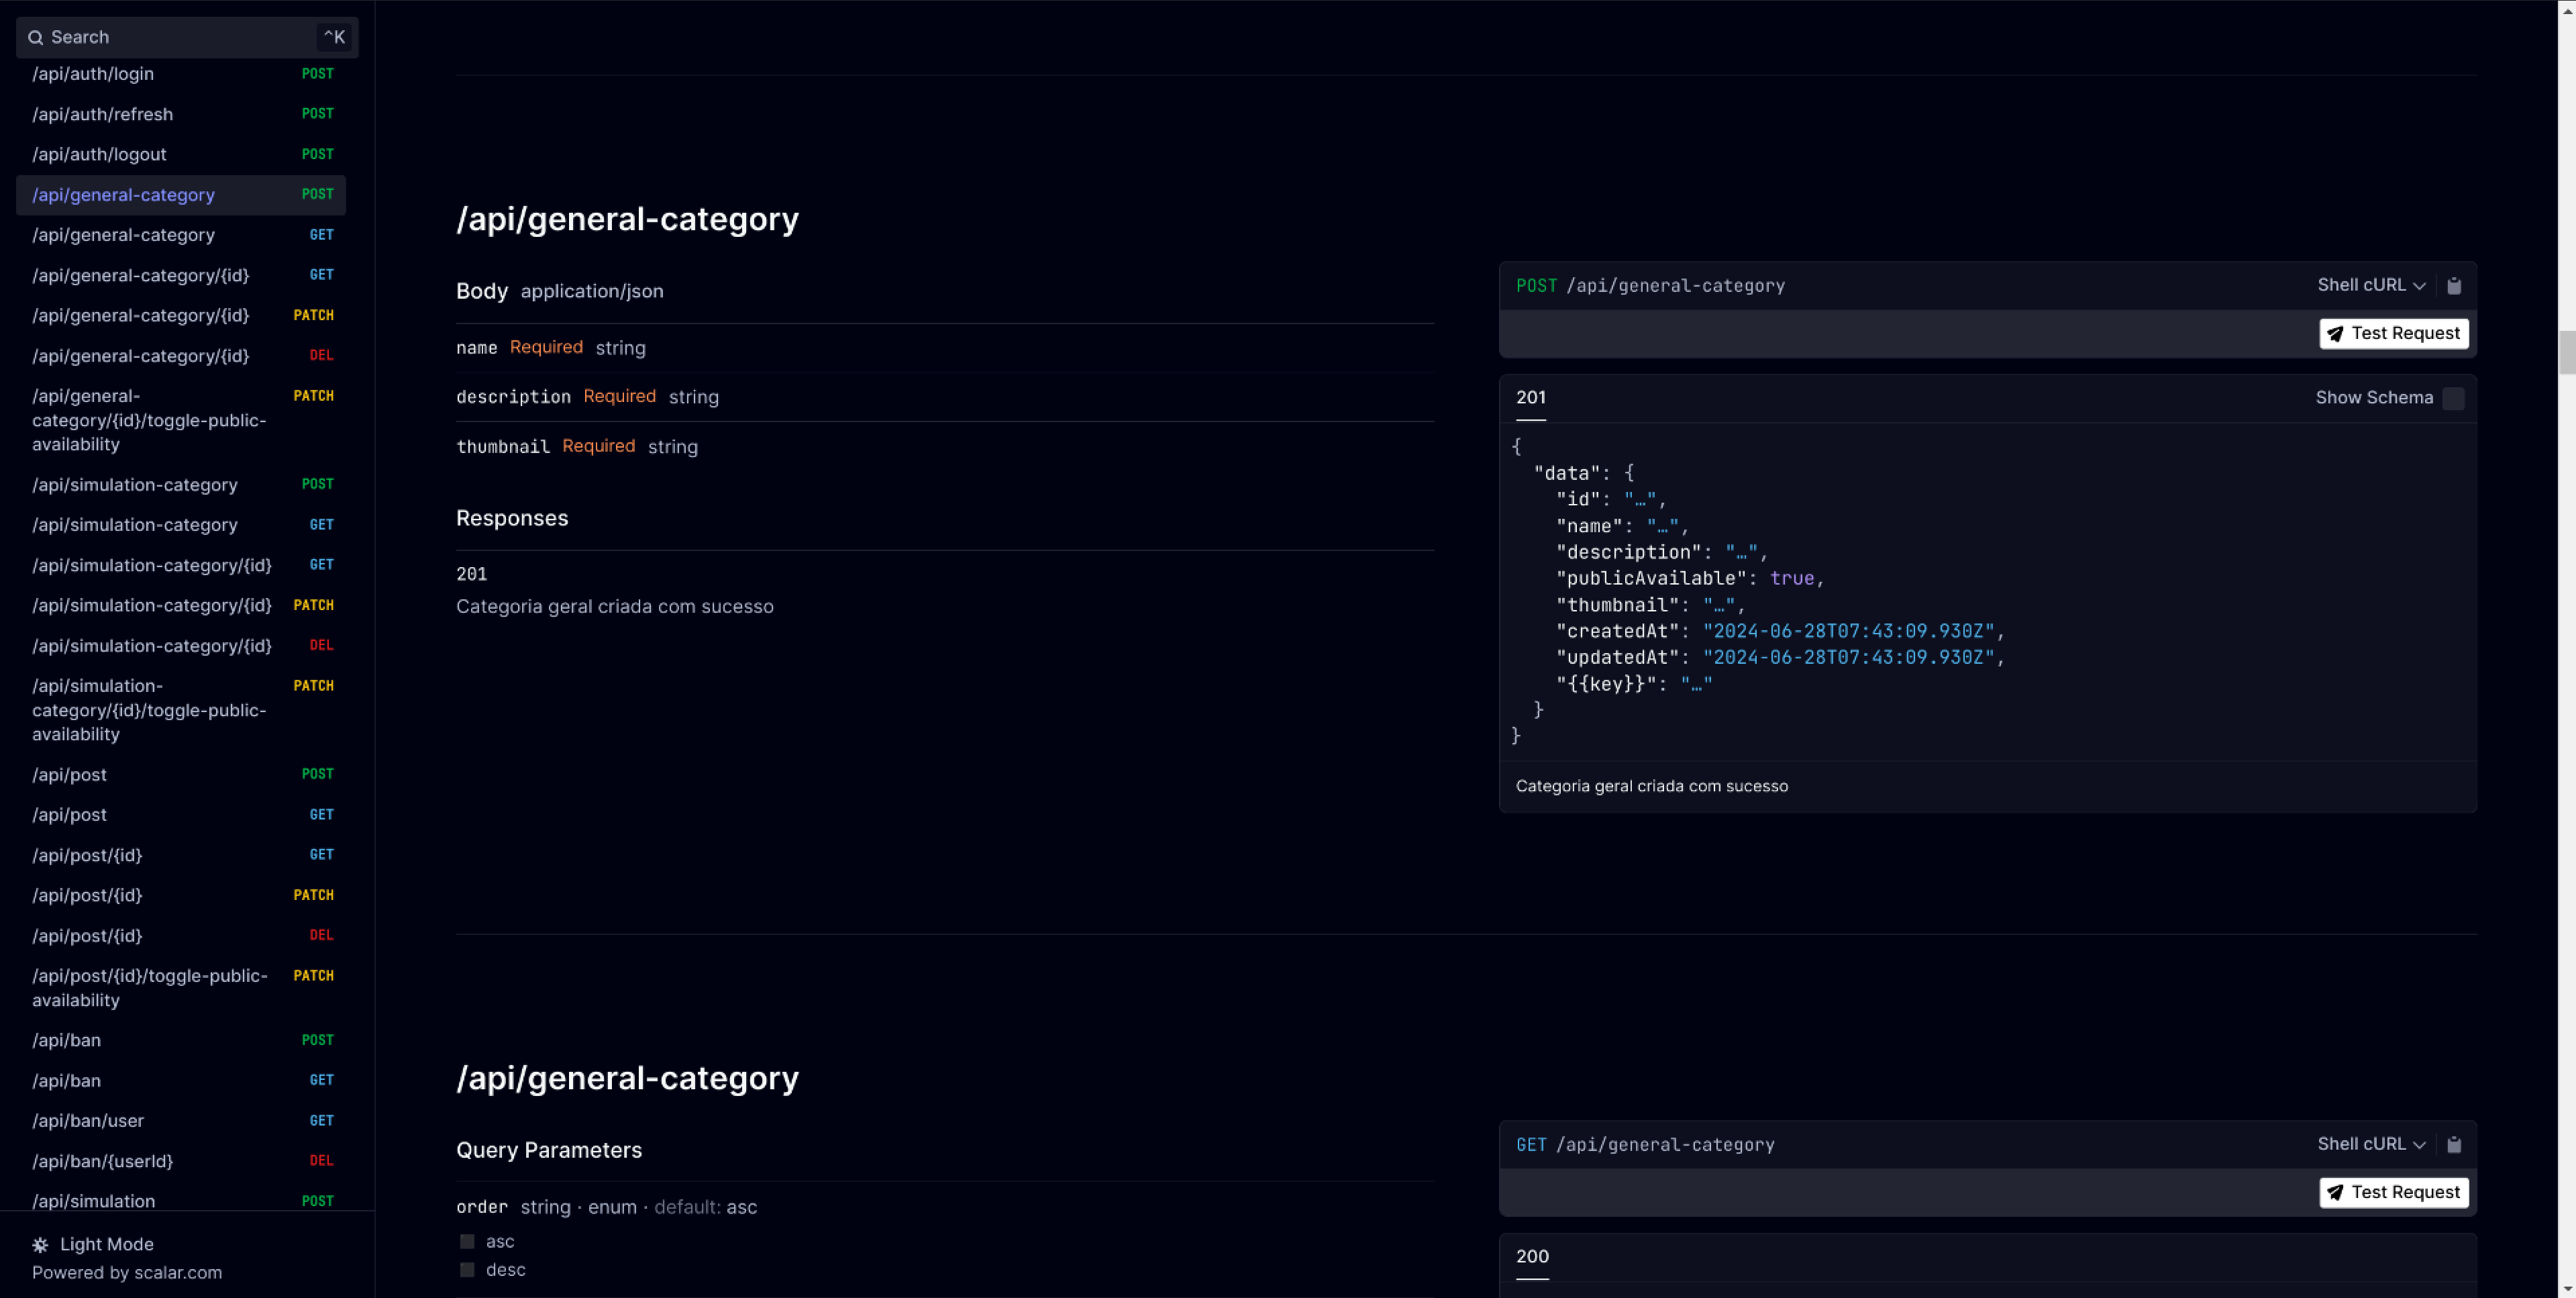 Search ^K
/api/auth/login POST
/api/auth/refresh POST
/api/auth/logout POST
/api/general-category POST
/api/general-category GET
/api/general-category/{id} GET
/api/general-category/{id} PATCH
/api/general-category/{id} DEL
/api/general- PATCH
category/{id}/toggle-public-
availability
/api/simulation-category POST
/api/simulation-category GET
/api/simulation-category/{id} GET
/api/simulation-category/{id} PATCH
/api/simulation-category/{id} DEL
/api/simulation- PATCH
category/{id}/toggle-public-
availability
/api/post POST
/api/post GET
/api/post/{id} GET
/api/post/{id} PATCH
/api/post/{id} DEL
/api/post/{id}/toggle-public- PATCH
availability
/api/ban POST
/api/ban GET
/api/ban/user GET
/api/ban/{userId} DEL
/api/simulation POST
Light Mode
Powered by scalar.com
/api/general-category
Body application/json
name Required string
description Required string
thumbnail Required string
Responses
201
Categoria geral criada com sucesso
POST /api/general-category Shell cURL
Test Request
201 Show Schema
{
"data": {
"id": "…",
"name": "…",
"description": "…",
"publicAvailable": true,
"thumbnail": "…",
"createdAt": "2024-06-28T07:43:09.930Z",
"updatedAt": "2024-06-28T07:43:09.930Z",
"{{key}}": "…"
}
}
Categoria geral criada com sucesso
/api/general-category
Query Parameters
order string · enum · default: asc
asc
desc
GET /api/general-category Shell cURL
Test Request
200